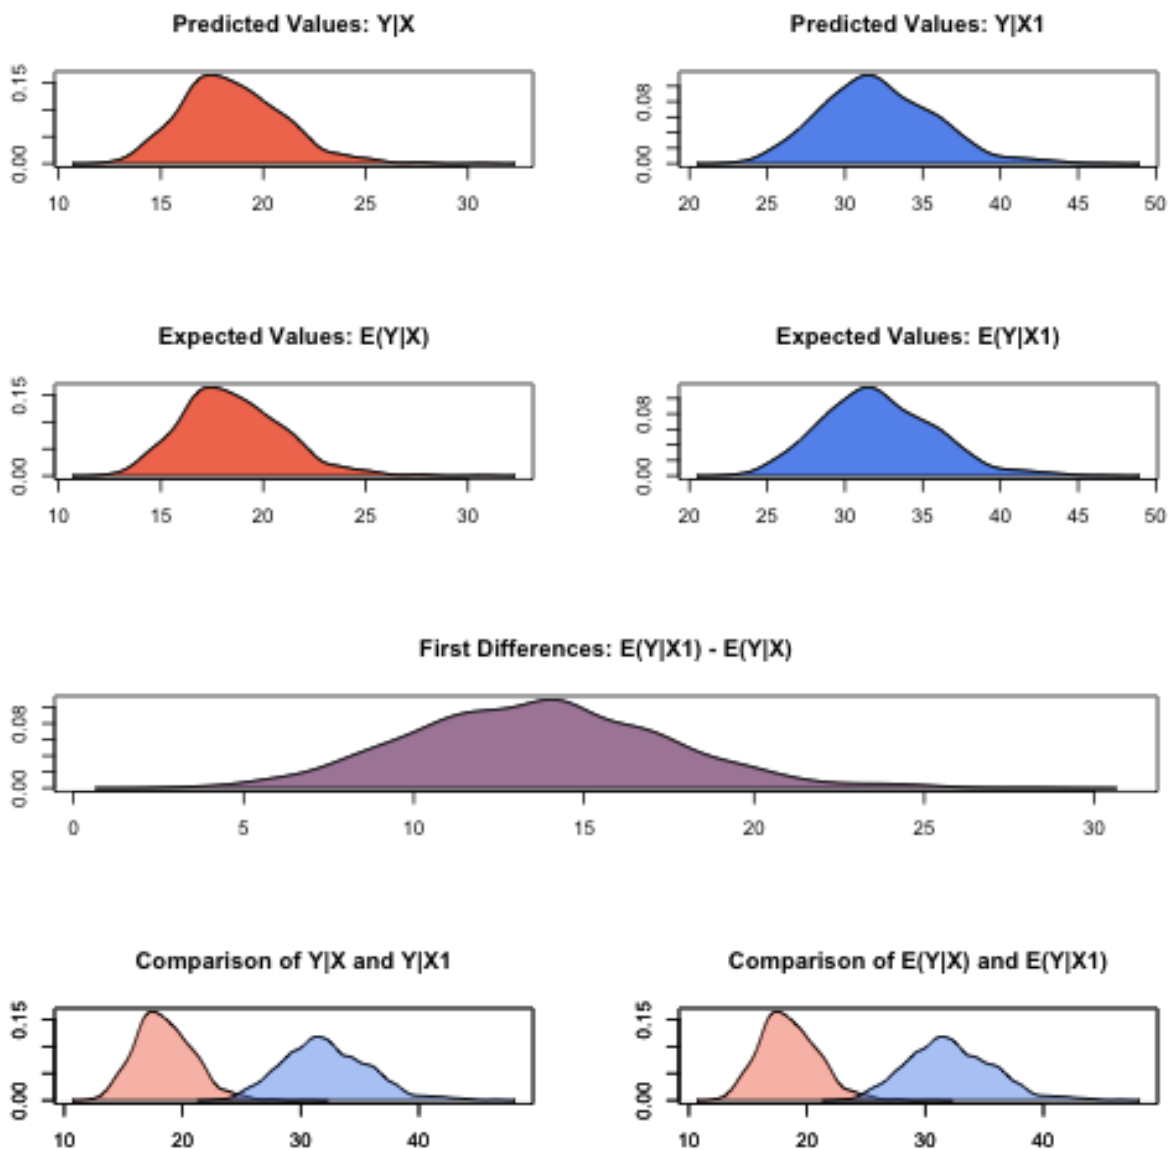 Predicted Values: Y|X
Predicted Values: Y|X1
0.00 0.15
0.00 0.08
10 15 20 25 30
20 25 30 35 40 45 50
Expected Values: E(Y|X)
Expected Values: E(Y|X1)
0.00 0.15
0.00 0.08
10 15 20 25 30
20 25 30 35 40 45 50
First Differences: E(Y|X1) - E(Y|X)
0.00 0.08
0 5 10 15 20 25 30
Comparison of Y|X and Y|X1
Comparison of E(Y|X) and E(Y|X1)
0.00 0.15
0.00 0.15
10 20 30 40
10 20 30 40